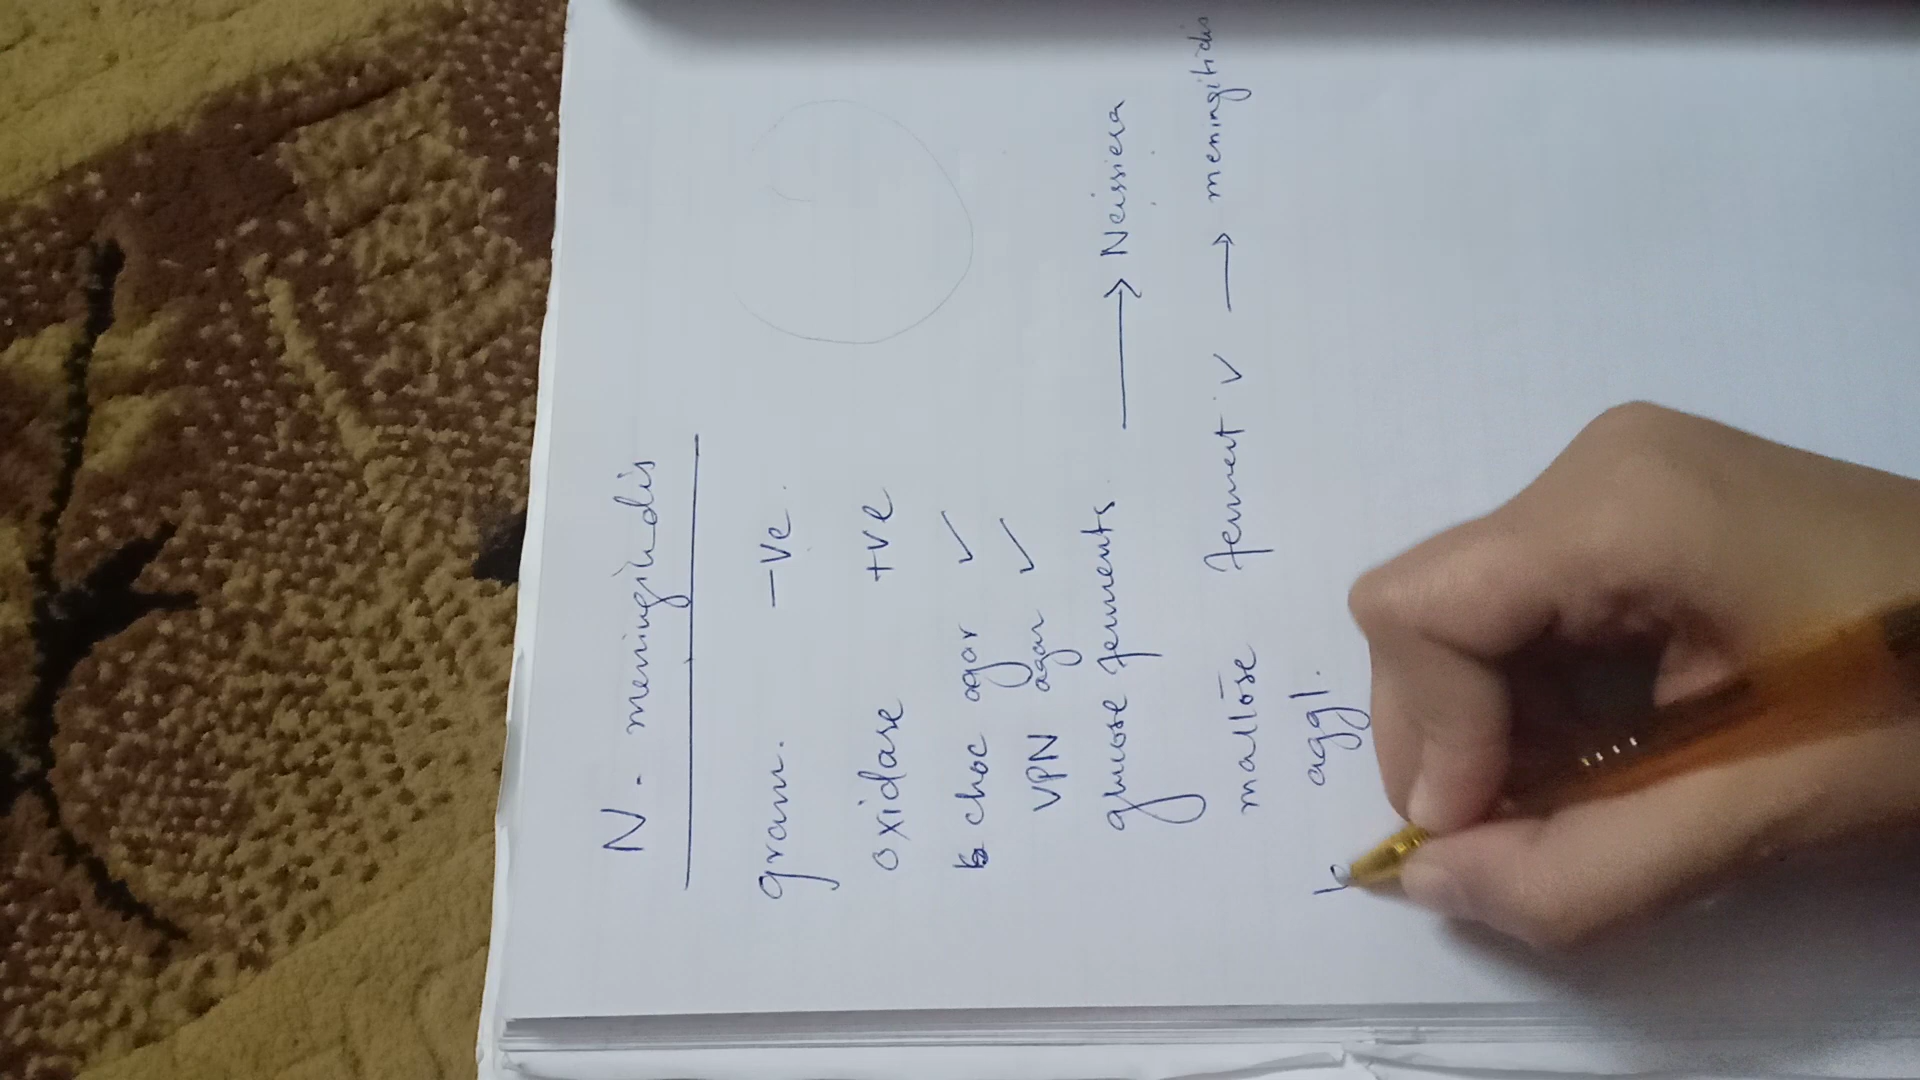 N. meningitidis
gram. -ve.
oxidase +ve
choc agar ✓
VPN agar ✓
glucose ferments. → Neisseria
maltose ferment ✓ → meningitidis
aggl.